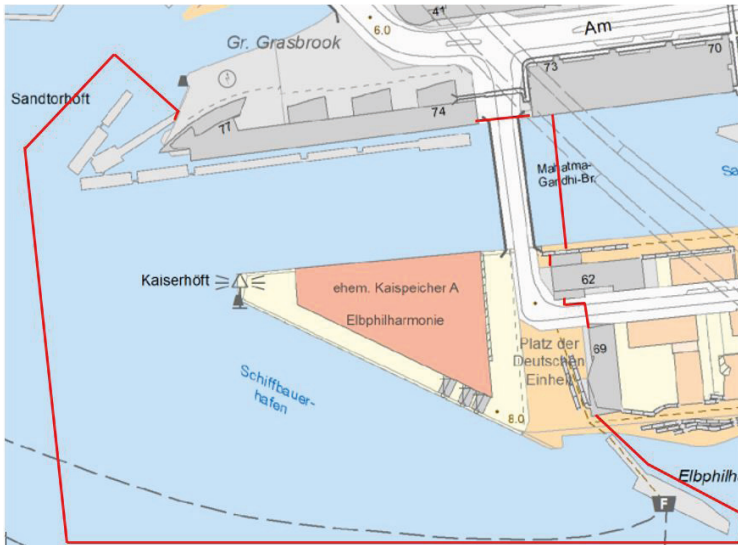 41
6.0
Am
Gr. Grasbrook
73
70
Sandtorhöft
77
74
Mahatma-
Gandhi-Br.
Sa
Kaiserhöft
ehem. Kaispeicher A
Elbphilharmonie
62
Platz der
Deutschen
Einheit
69
Schiffbauer-
hafen
8.0
Elbphilh
F